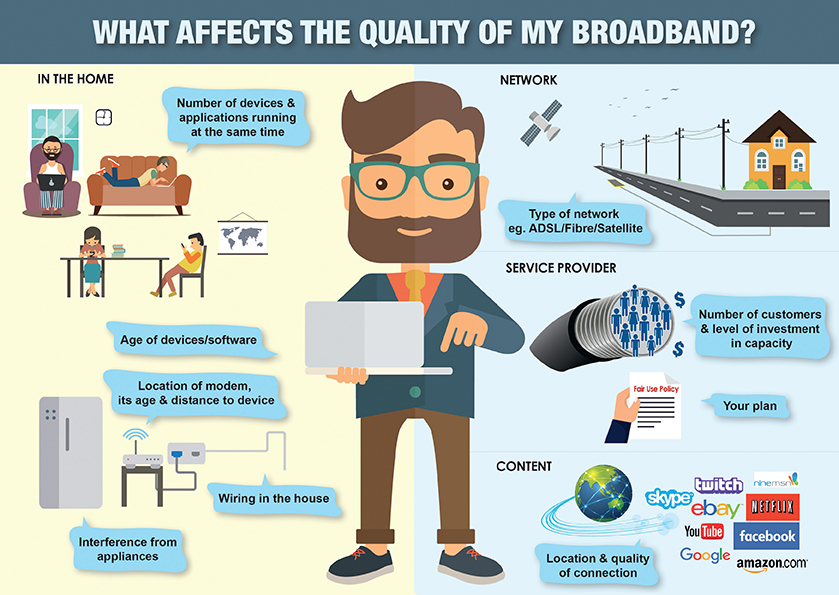 WHAT AFFECTS THE QUALITY OF MY BROADBAND?
IN THE HOME
Number of devices &
applications running
at the same time
Age of devices/software
Location of modem,
its age & distance to device
Wiring in the house
Interference from
appliances
NETWORK
Type of network
eg. ADSL/Fibre/Satellite
SERVICE PROVIDER
$
$
Number of customers
& level of investment
in capacity
Fair Use Policy
Your plan
CONTENT
Location & quality
of connection
skype
twitch
ninemsn
ebay
NETFLIX
YouTube
facebook
Google
amazon.com